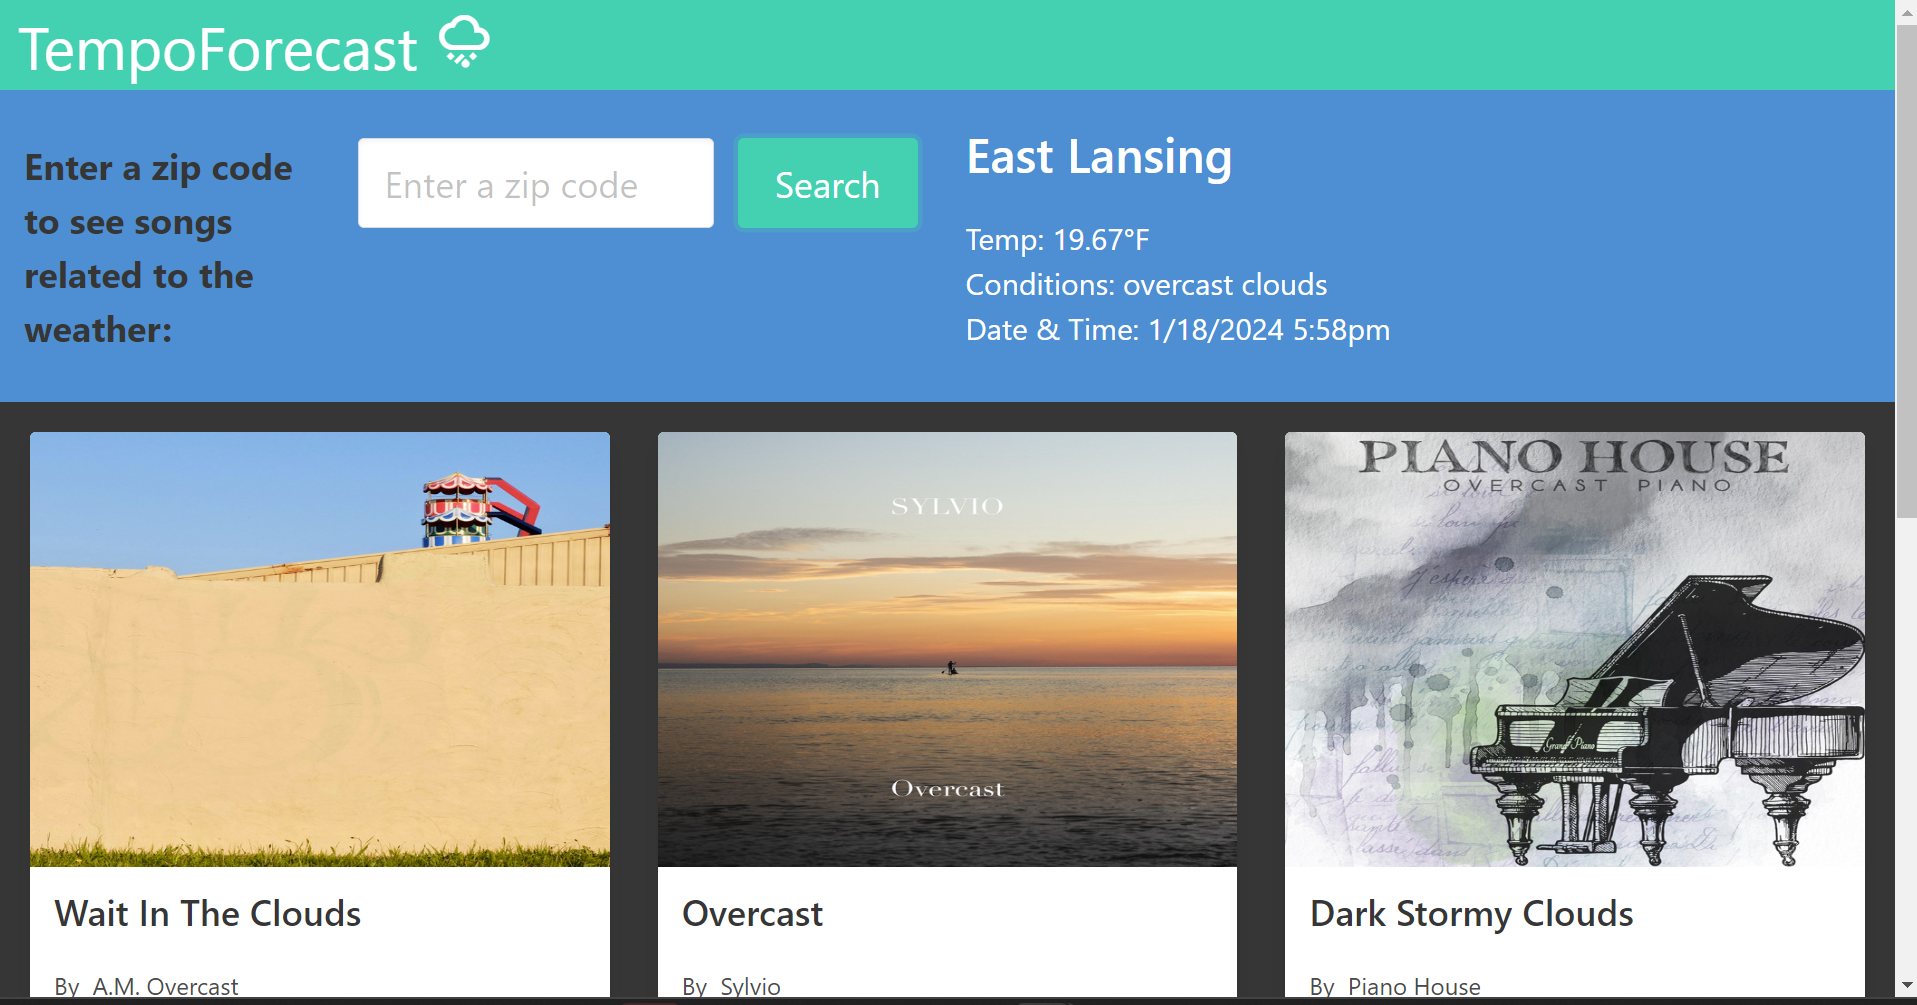 TempoForecast
Enter a zip code
to see songs
related to the
weather:
Enter a zip code
Search
East Lansing
Temp: 19.67°F
Conditions: overcast clouds
Date & Time: 1/18/2024 5:58pm
SYLVIO
Overcast
PIANO HOUSE
OVERCAST PIANO
Grand Piano
Wait In The Clouds
By A.M. Overcast
Overcast
By Sylvio
Dark Stormy Clouds
By Piano House